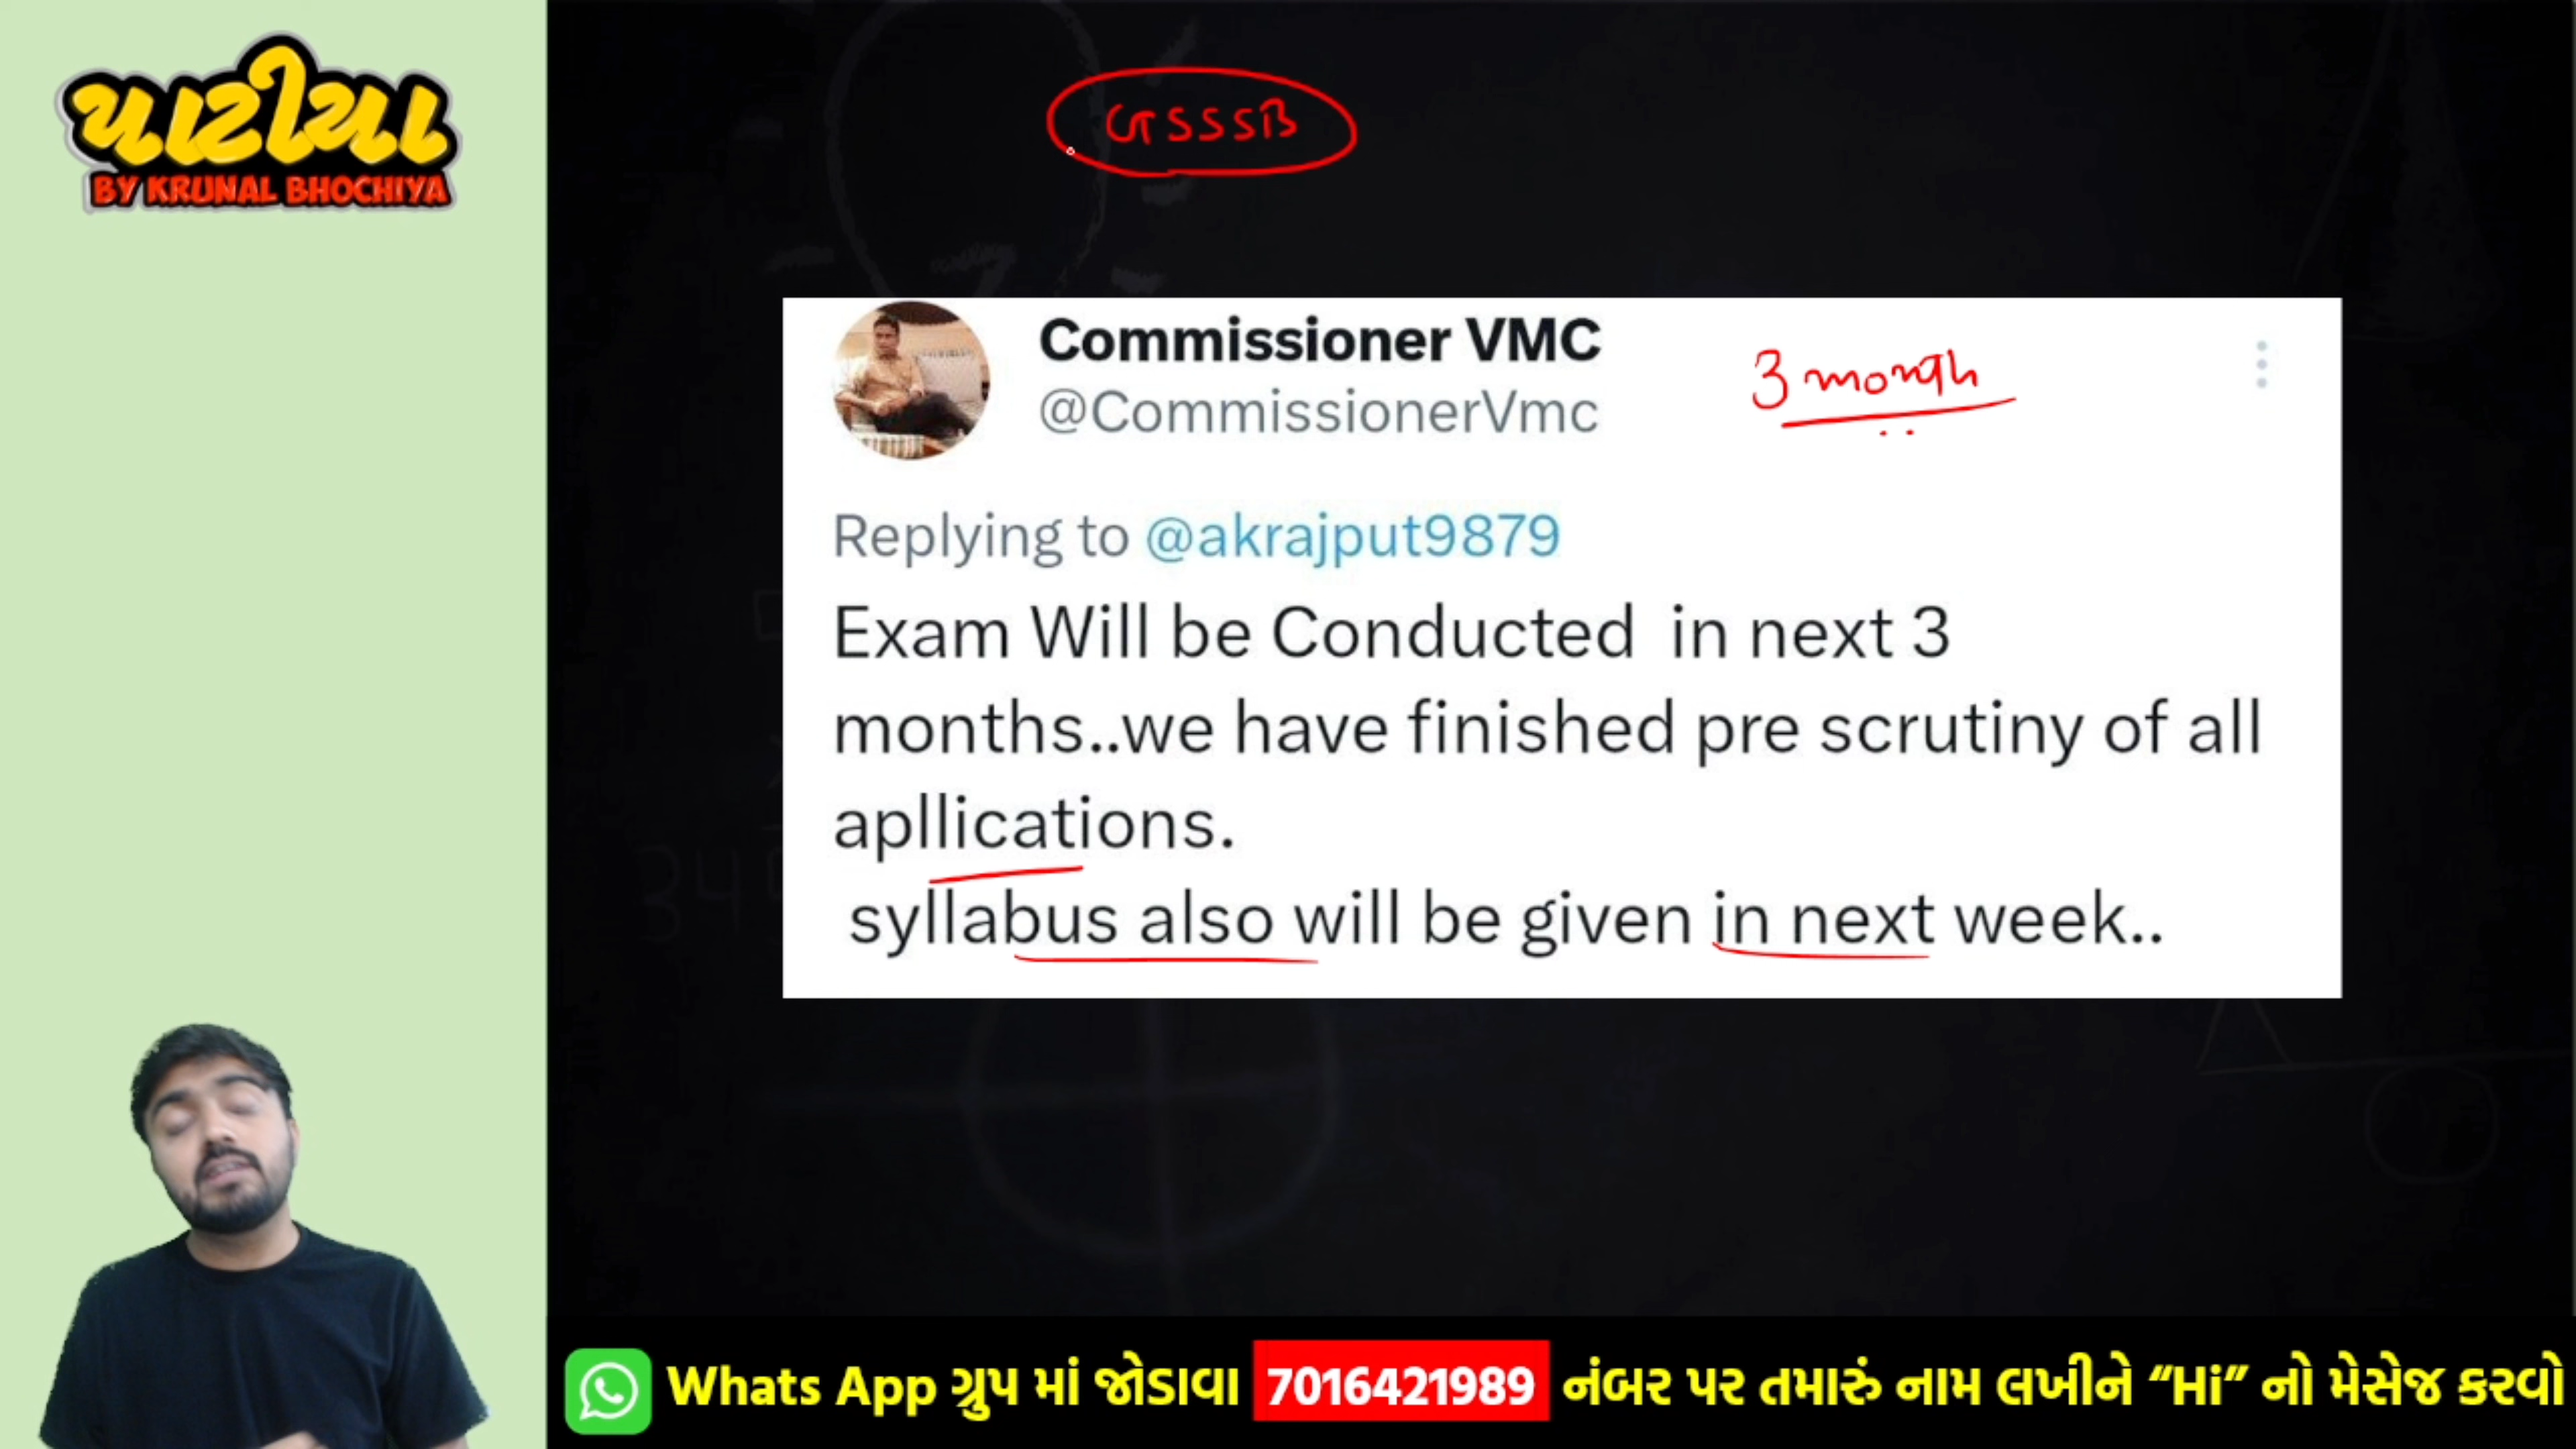 પાટીયા
BY KRUNAL BHOCHIYA
GSSSB
Commissioner VMC
@CommissionerVmc
3 month
Replying to @akrajput9879
Exam Will be Conducted in next 3
months..we have finished pre scrutiny of all
apllications.
syllabus also will be given in next week..
Whats App ગ્રુપ માં જોડાવા 7016421989 નંબર પર તમારું નામ લખીને “Hi” નો મેસેજ કરવો